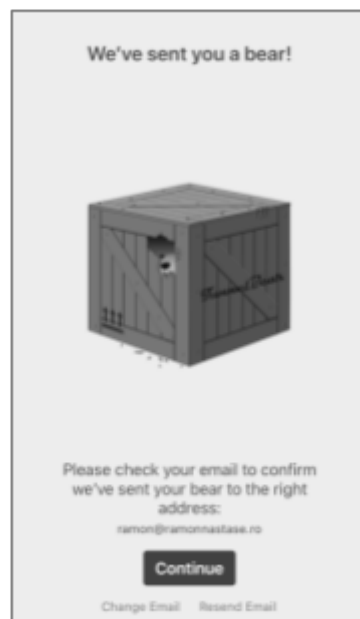 We've sent you a bear!
Please check your email to confirm
we've sent your bear to the right
address:
ramon@ramonnastase.ro
Continue
Change Email Resend Email